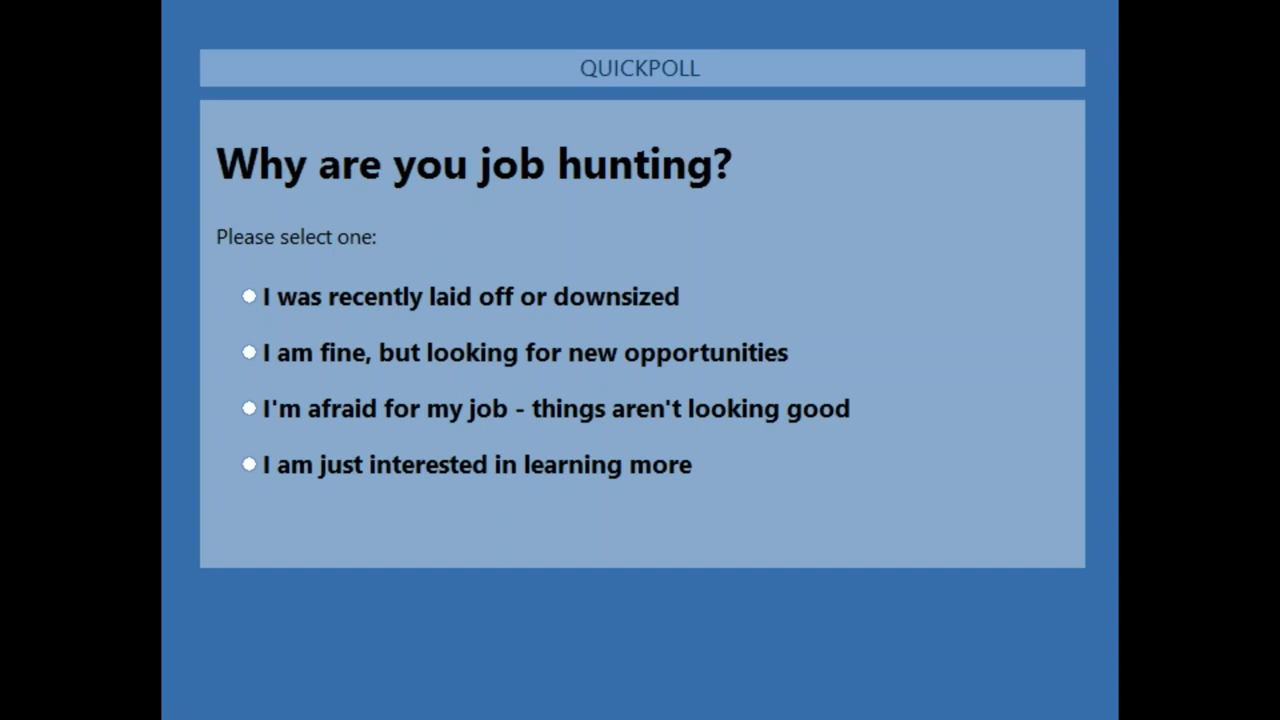 QUICKPOLL
Why are you job hunting?
Please select one:
I was recently laid off or downsized
I am fine, but looking for new opportunities
I'm afraid for my job - things aren't looking good
I am just interested in learning more